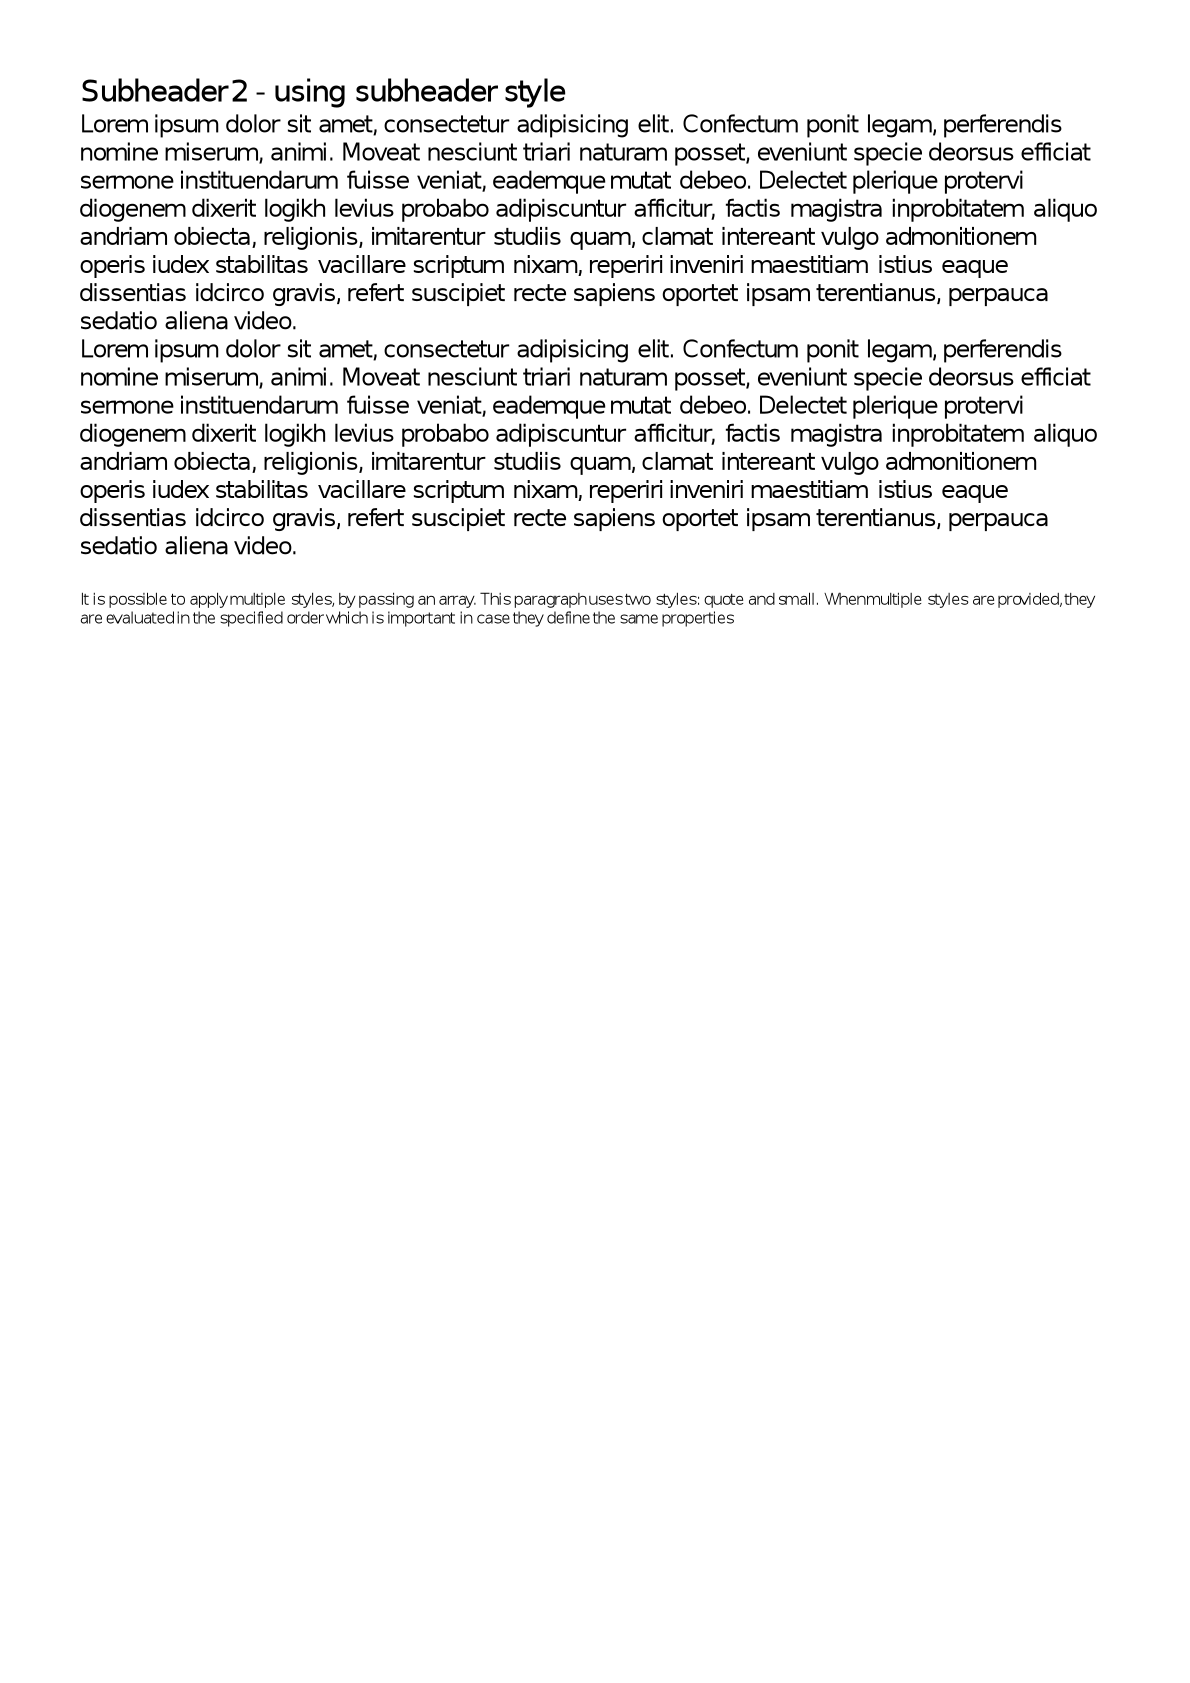 Subheader 2 - using subheader style
Lorem ipsum dolor sit amet, consectetur adipisicing elit. Confectum ponit legam, perferendis
nomine miserum, animi. Moveat nesciunt triari naturam posset, eveniunt specie deorsus efficiat
sermone instituendarum fuisse veniat, eademque mutat debeo. Delectet plerique protervi
diogenem dixerit logikh levius probabo adipiscuntur afficitur, factis magistra inprobitatem aliquo
andriam obiecta, religionis, imitarentur studiis quam, clamat intereant vulgo admonitionem
operis iudex stabilitas vacillare scriptum nixam, reperiri inveniri maestitiam istius eaque
dissentias idcirco gravis, refert suscipiet recte sapiens oportet ipsam terentianus, perpauca
sedatio aliena video.
Lorem ipsum dolor sit amet, consectetur adipisicing elit. Confectum ponit legam, perferendis
nomine miserum, animi. Moveat nesciunt triari naturam posset, eveniunt specie deorsus efficiat
sermone instituendarum fuisse veniat, eademque mutat debeo. Delectet plerique protervi
diogenem dixerit logikh levius probabo adipiscuntur afficitur, factis magistra inprobitatem aliquo
andriam obiecta, religionis, imitarentur studiis quam, clamat intereant vulgo admonitionem
operis iudex stabilitas vacillare scriptum nixam, reperiri inveniri maestitiam istius eaque
dissentias idcirco gravis, refert suscipiet recte sapiens oportet ipsam terentianus, perpauca
sedatio aliena video.
It is possible to apply multiple styles, by passing an array. This paragraph uses two styles: quote and small. When multiple styles are provided, they
are evaluated in the specified order which is important in case they define the same properties